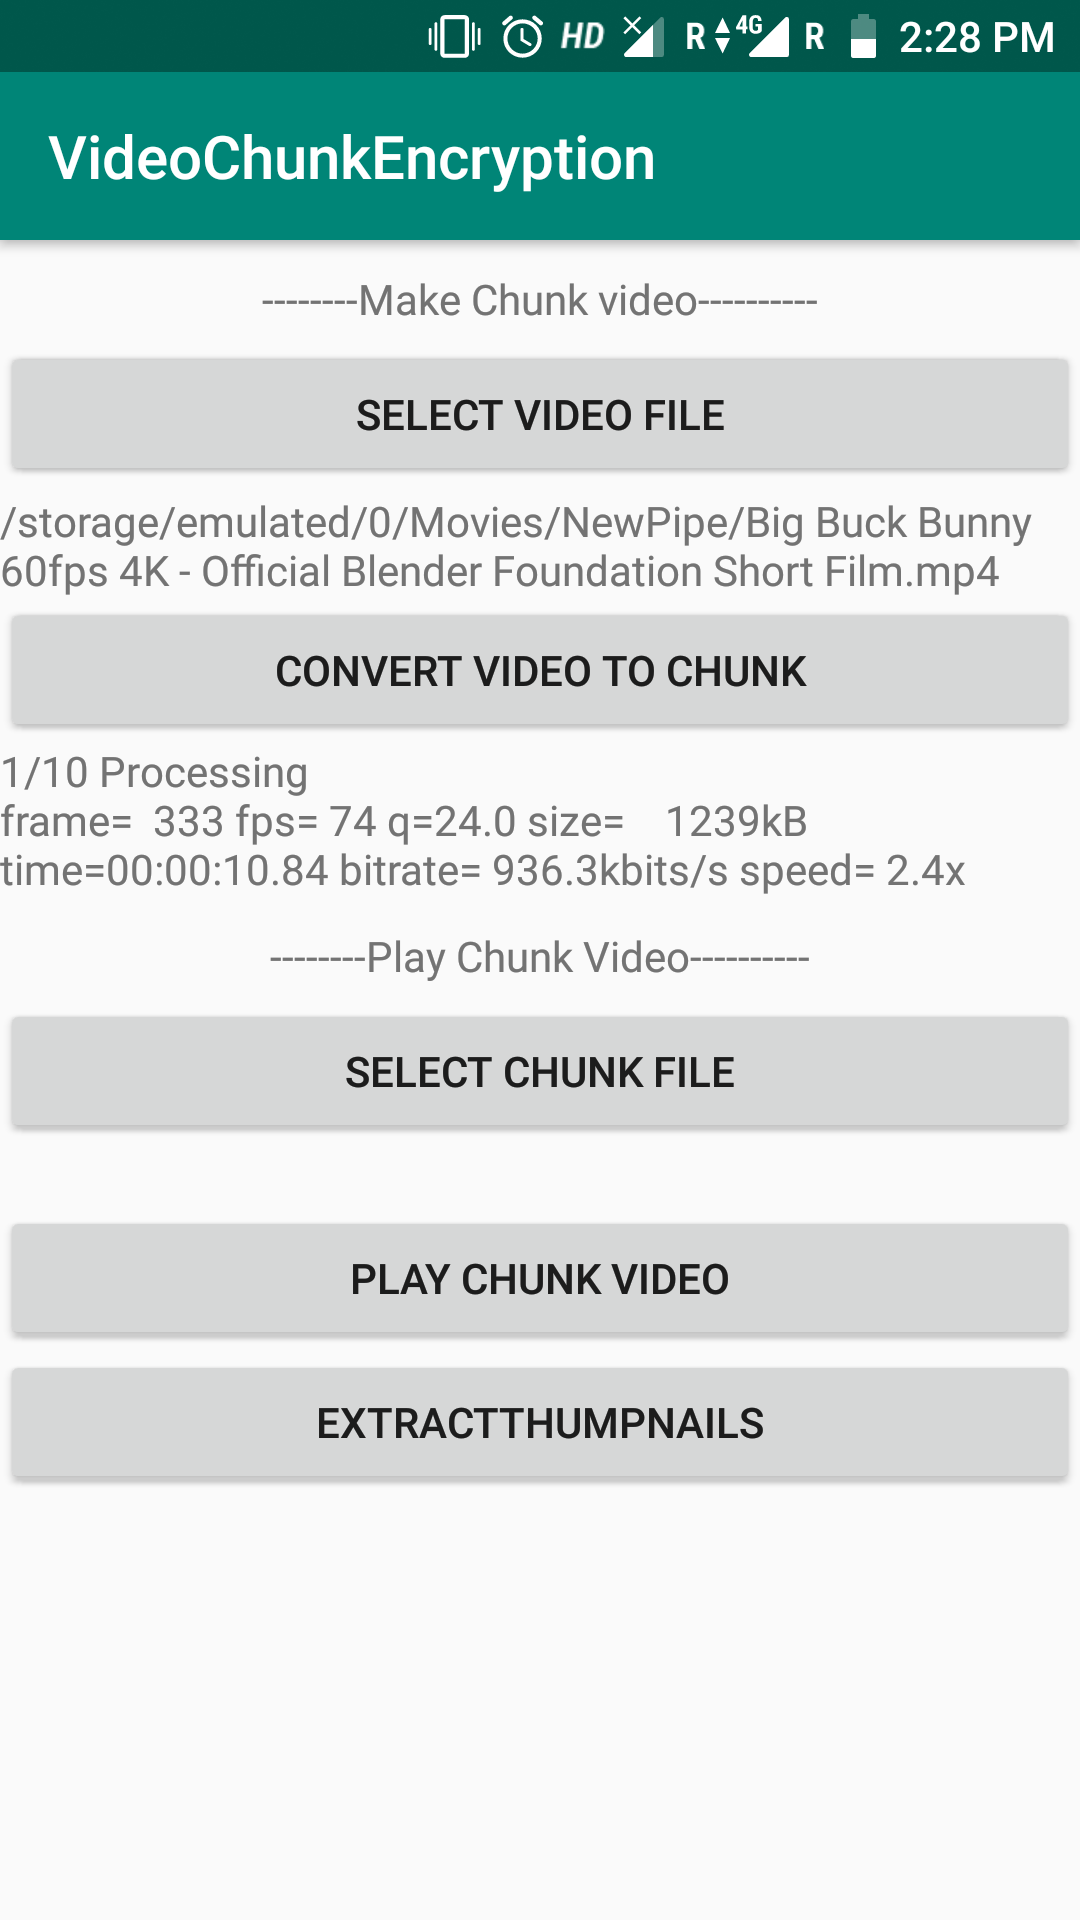 HD R 4G R 2:28 PM
VideoChunkEncryption
--------Make Chunk video----------
SELECT VIDEO FILE
/storage/emulated/0/Movies/NewPipe/Big Buck Bunny
60fps 4K - Official Blender Foundation Short Film.mp4
CONVERT VIDEO TO CHUNK
1/10 Processing
frame=  333 fps= 74 q=24.0 size=    1239kB
time=00:00:10.84 bitrate= 936.3kbits/s speed= 2.4x
--------Play Chunk Video----------
SELECT CHUNK FILE
PLAY CHUNK VIDEO
EXTRACTTHUMPNAILS